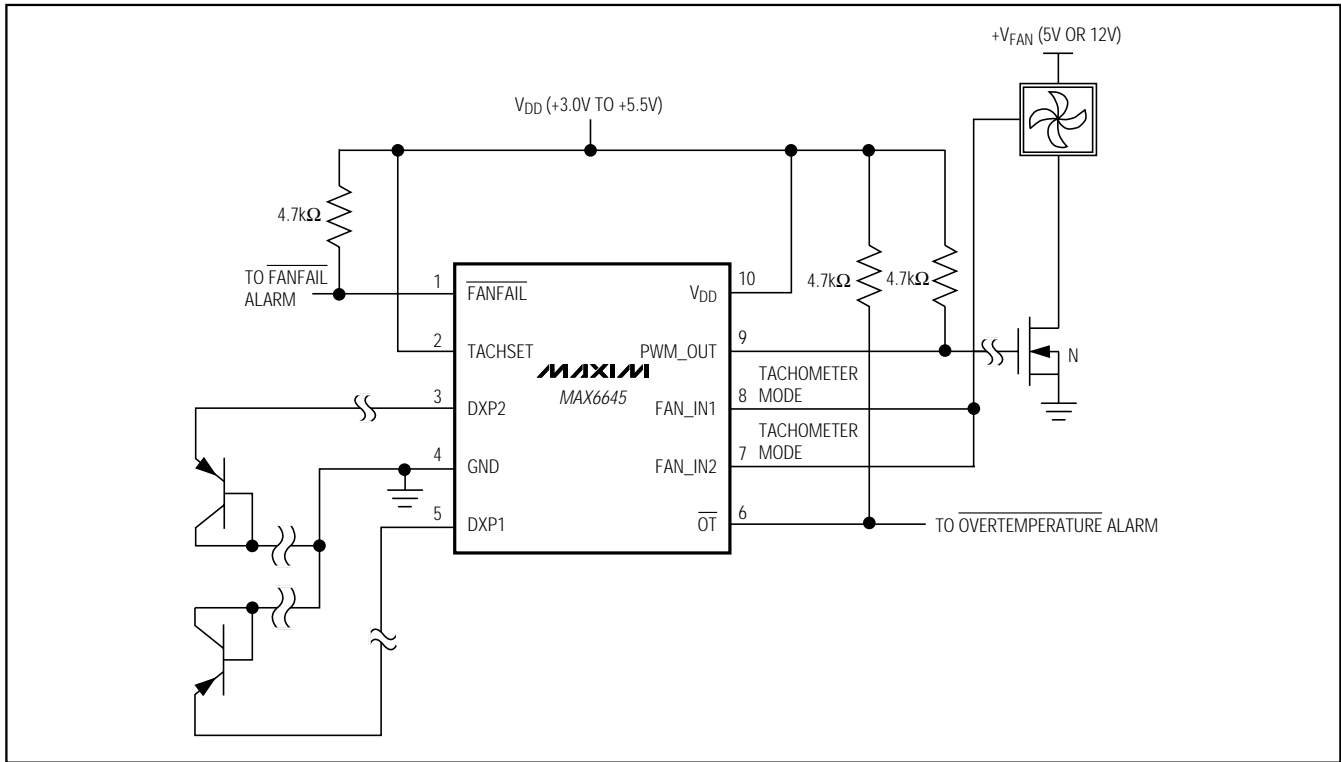 +VFAN (5V OR 12V)
VDD (+3.0V TO +5.5V)
4.7kΩ
4.7kΩ
4.7kΩ
TO FANFAIL
ALARM
1
FANFAIL
VDD
10
2
TACHSET
PWM_OUT
9
N
MAXIM
MAX6645
TACHOMETER
MODE
3
DXP2
FAN_IN1
8
TACHOMETER
MODE
4
GND
FAN_IN2
7
5
DXP1
OT
6
TO OVERTEMPERATURE ALARM